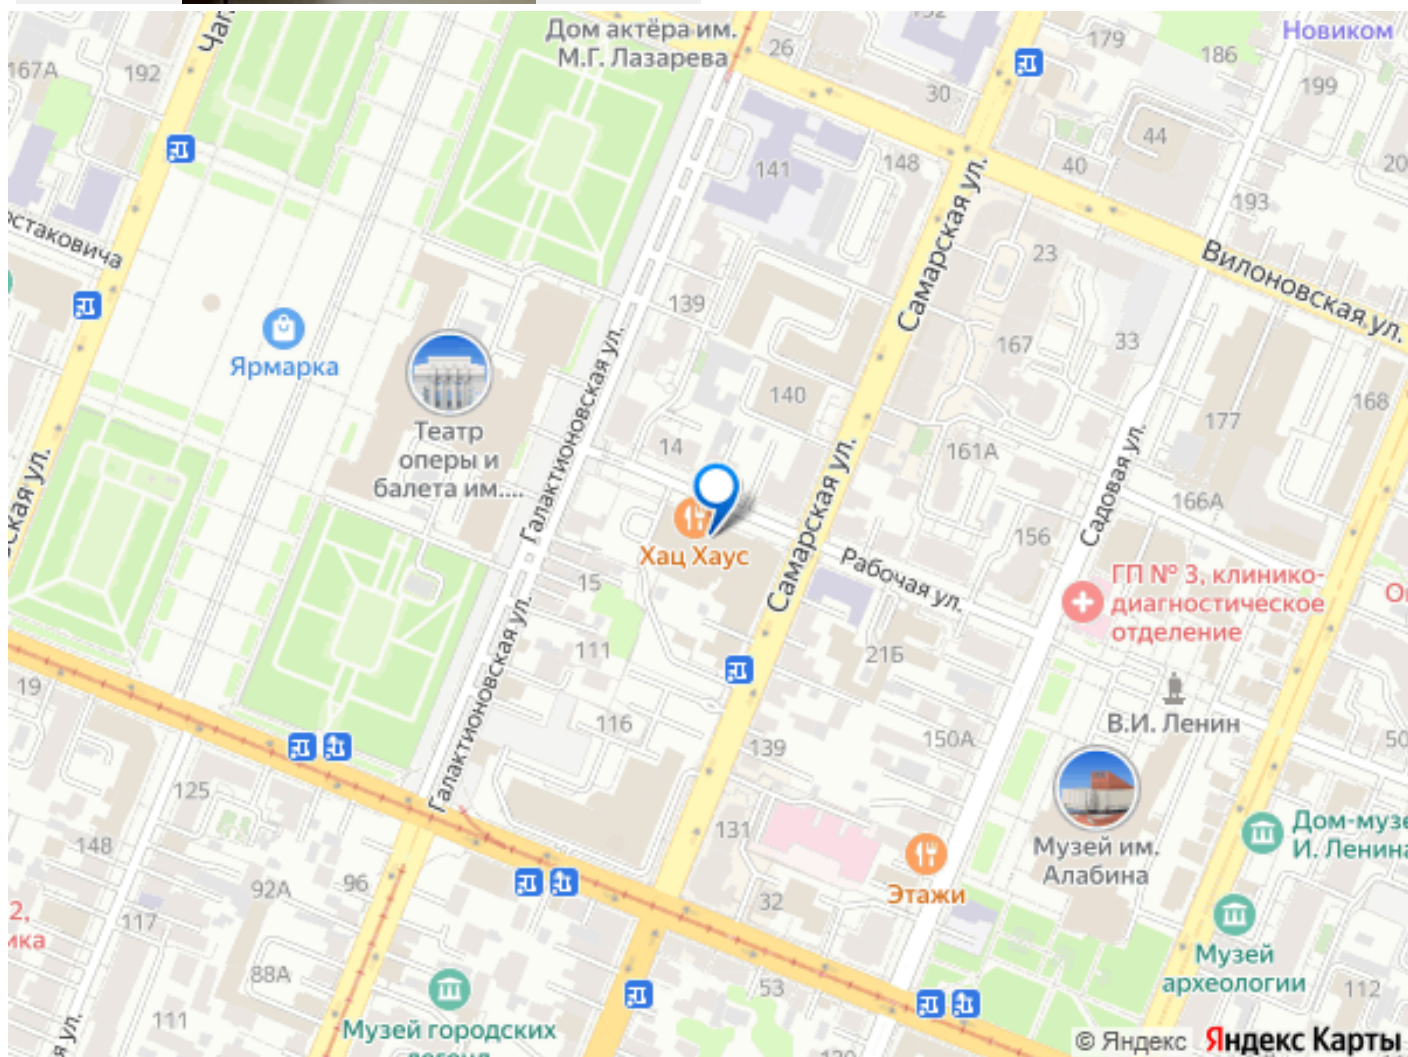 Дом актёра им.
М.Г. Лазарева
26
179
186
Новиком
199
167А
192
30
44
40
148
141
193
Вилоновская ул.
Самарская ул.
23
139
33
167
Ярмарка
Галактионовская ул.
Театр
оперы и
балета им....
140
14
177
168
161А
166А
Садовая ул.
156
Хац Хаус
Самарская ул.
Рабочая ул.
Галактионовская ул.
15
111
21Б
ГП № 3, клинико-
диагностическое
отделение
19
116
139
150А
В.И. Ленин
125
148
131
Музей им.
Алабина
Дом-музе
И. Ленина
92А
96
117
32
Этажи
88А
53
111
Музей
археологии
112
Музей городских
© Яндекс Яндекс Карты